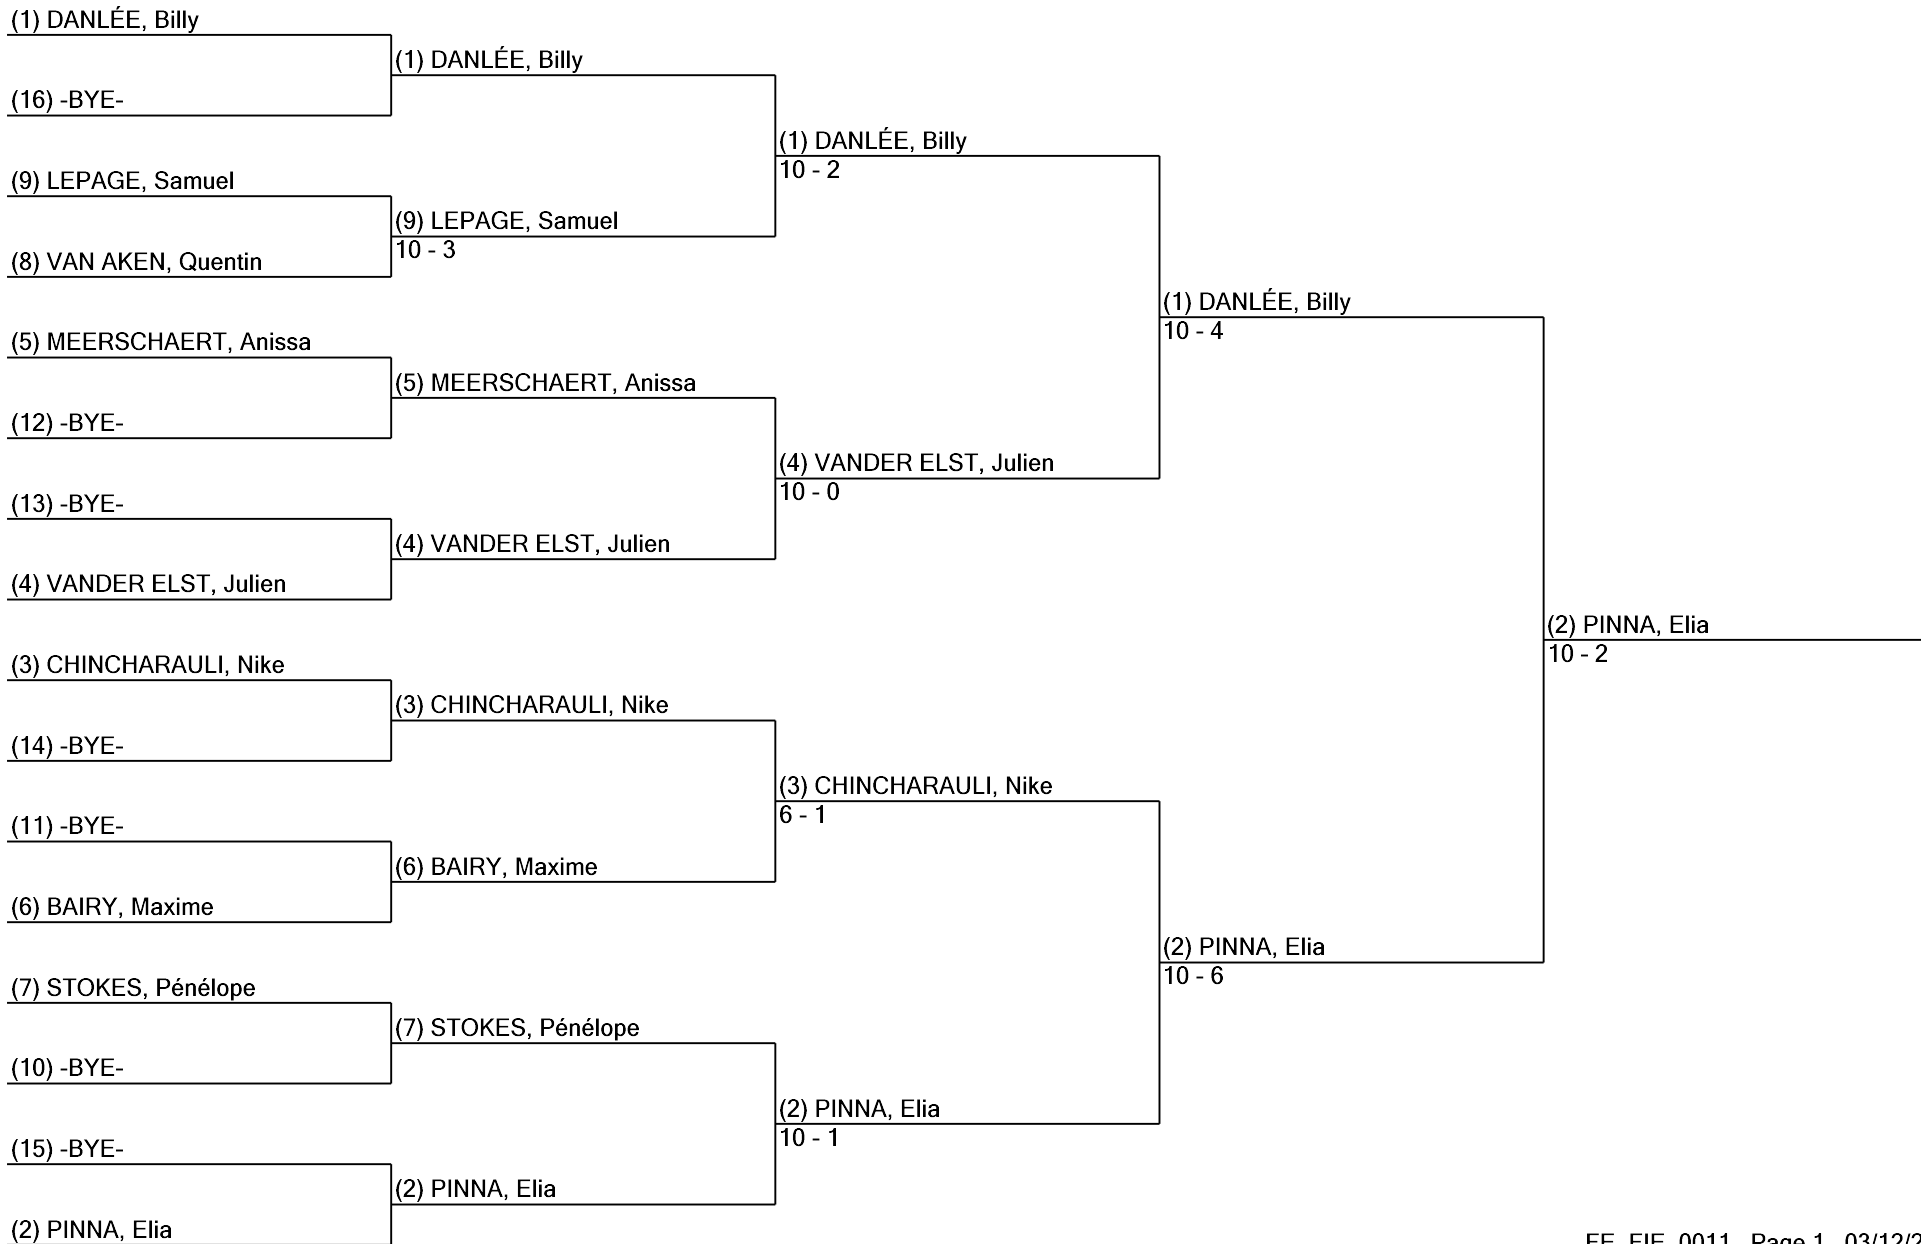 (1) DANLÉE, Billy
(16) -BYE-
(9) LEPAGE, Samuel
(8) VAN AKEN, Quentin
(5) MEERSCHAERT, Anissa
(12) -BYE-
(13) -BYE-
(4) VANDER ELST, Julien
(3) CHINCHARAULI, Nike
(14) -BYE-
(11) -BYE-
(6) BAIRY, Maxime
(7) STOKES, Pénélope
(10) -BYE-
(15) -BYE-
(2) PINNA, Elia
(1) DANLÉE, Billy
(9) LEPAGE, Samuel
10 - 3
(5) MEERSCHAERT, Anissa
(4) VANDER ELST, Julien
(3) CHINCHARAULI, Nike
(6) BAIRY, Maxime
(7) STOKES, Pénélope
(2) PINNA, Elia
(1) DANLÉE, Billy
10 - 2
(4) VANDER ELST, Julien
10 - 0
(3) CHINCHARAULI, Nike
6 - 1
(2) PINNA, Elia
10 - 1
(1) DANLÉE, Billy
10 - 4
(2) PINNA, Elia
10 - 6
(2) PINNA, Elia
10 - 2
Page 1 03/12/2